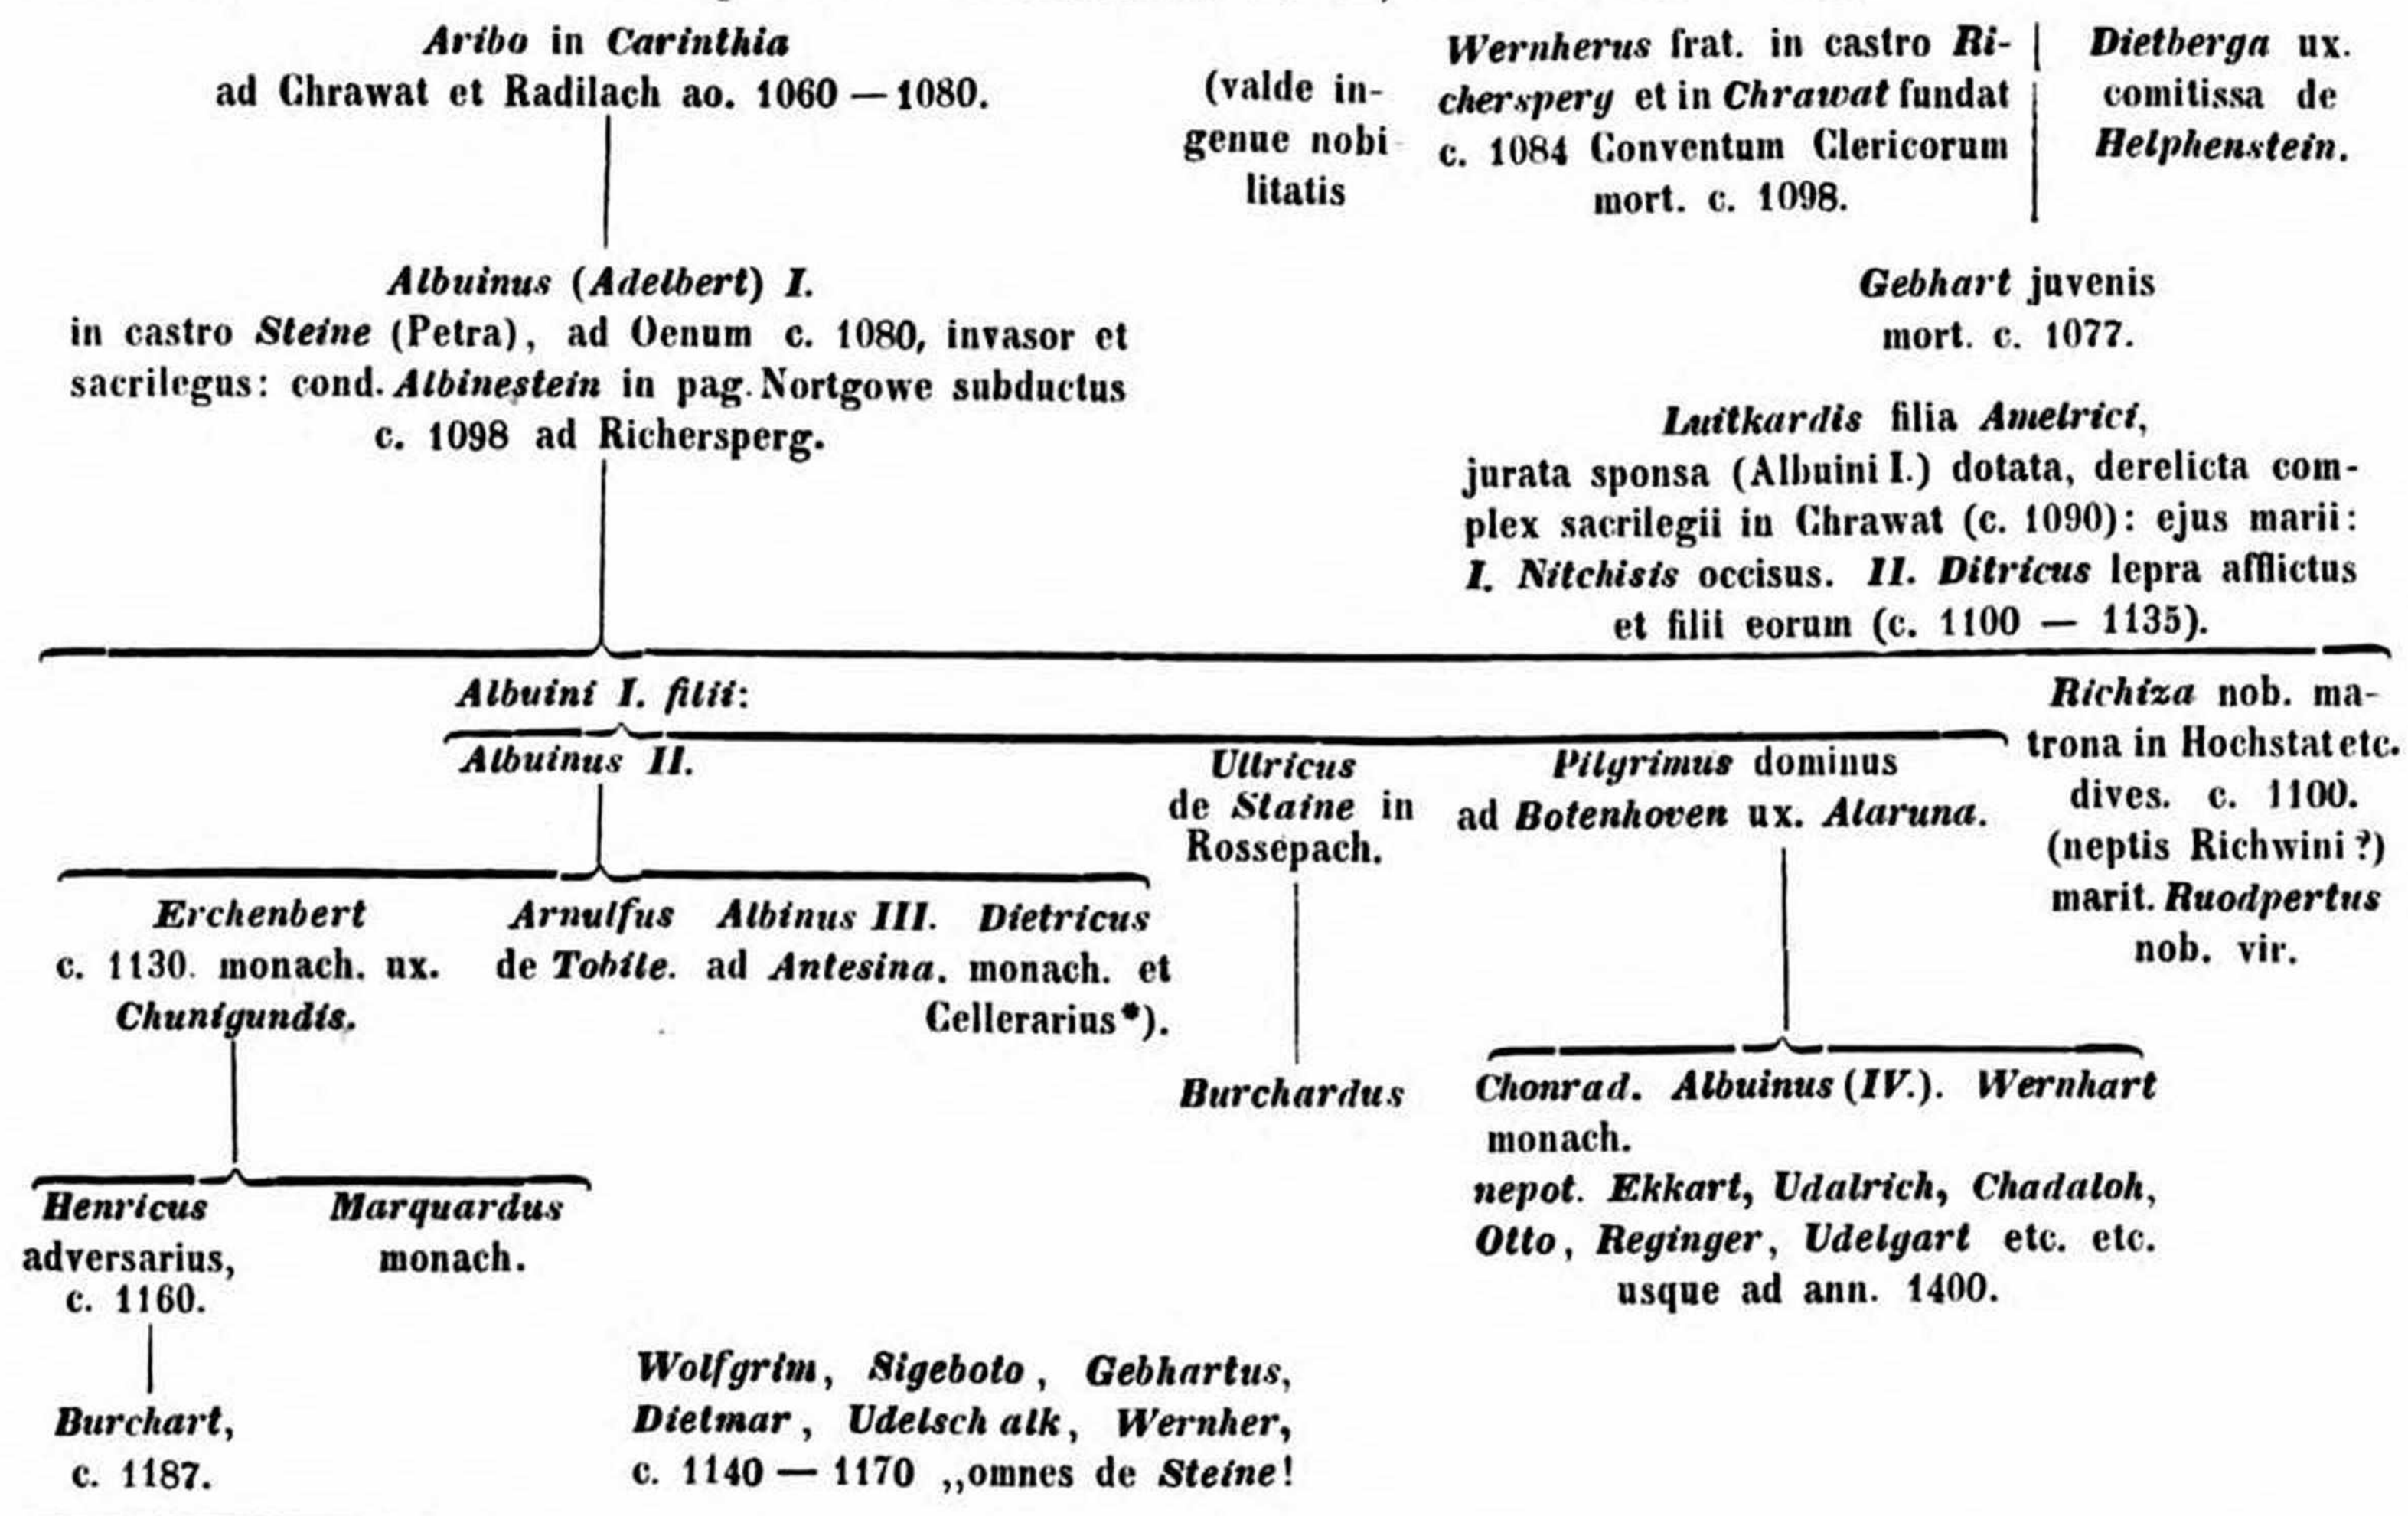 Aribo in Carinthia
ad Chrawat et Radilach ao. 1060 — 1080.
(valde in-
genue nobi
litatis
Wernherus frat. in castro Ri-
chersperg et in Chrawat fundat
c. 1084 Conventum Clericorum
mort. c. 1098.
Dietberga ux.
comitissa de
Helphenstein.
Albuinus (Adelbert) I.
in castro Steine (Petra), ad Oenum c. 1080, invasor et
sacrilegus: cond. Albinestein in pag. Nortgowe subductus
c. 1098 ad Richersperg.
Gebhart juvenis
mort. c. 1077.
Luitkardis filia Amelrici,
jurata sponsa (Albuini I.) dotata, derelicta com-
plex sacrilegii in Chrawat (c. 1090): ejus marii:
I. Nitchisis occisus. II. Ditricus lepra afflictus
et filii eorum (c. 1100 — 1135).
Albuini I. filii:
Albuinus II.
Ullricus
de Staine in
Rossepach.
Pilgrimus dominus
ad Botenhoven ux. Alaruna.
Richiza nob. ma-
trona in Hochstat etc.
dives. c. 1100.
(neptis Richwini ?)
marit. Ruodpertus
nob. vir.
Erchenbert
c. 1130. monach. ux.
Chunigundis.
Arnulfus
de Tobile.
Albinus III.
ad Antesina.
Dietricus
monach. et
Cellerarius*).
Burchardus
Chonrad. Albuinus (IV.). Wernhart
monach.
nepot. Ekkart, Udalrich, Chadaloh,
Otto, Reginger, Udelgart etc. etc.
usque ad ann. 1400.
Henricus
adversarius,
c. 1160.
Marquardus
monach.
Burchart,
c. 1187.
Wolfgrim, Sigeboto, Gebhartus,
Dietmar, Udelsch alk, Wernher,
c. 1140 — 1170 ,,omnes de Steine!